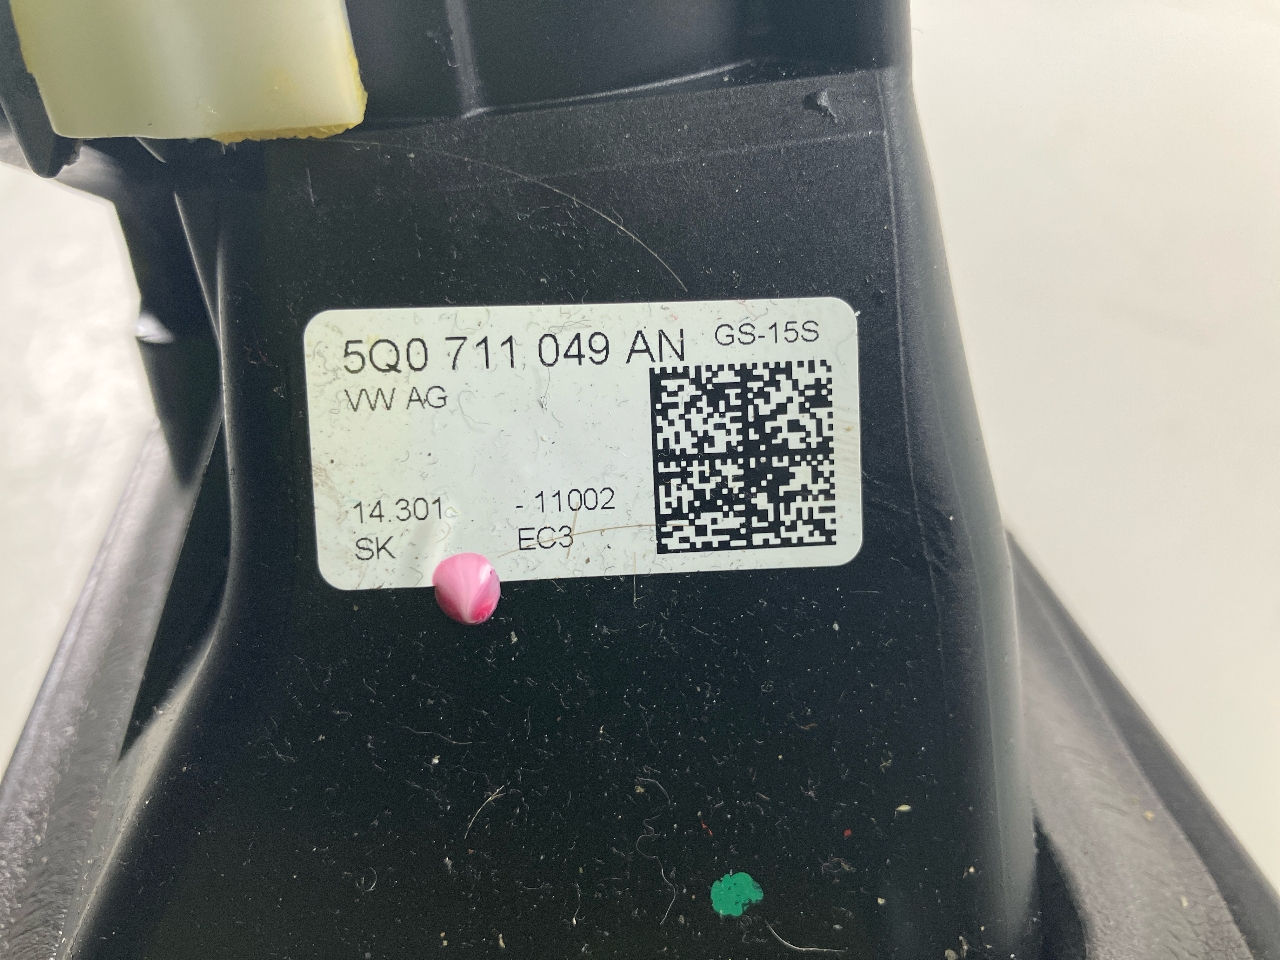 5Q0 711 049 AN GS-15S
VW AG
14.301 - 11002
SK EC3